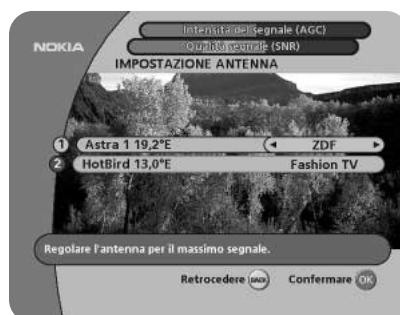 Intensità del segnale (AGC)
NOKIA
Qualità segnale (SNR)
IMPOSTAZIONE ANTENNA
1 Astra 1 19,2°E ZDF
2 HotBird 13,0°E Fashion TV
Regolare l'antenna per il massimo segnale.
Retrocedere BACK Confermare OK